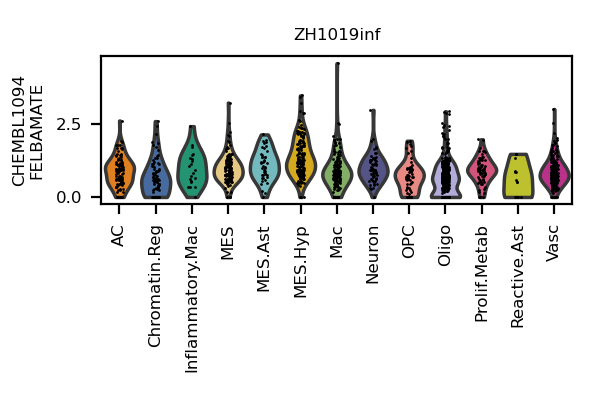 ZH1019inf
CHEMBL1094
FELBAMATE
2.5
0.0
AC
Chromatin.Reg
Inflammatory.Mac
MES
MES.Ast
MES.Hyp
Mac
Neuron
OPC
Oligo
Prolif.Metab
Reactive.Ast
Vasc